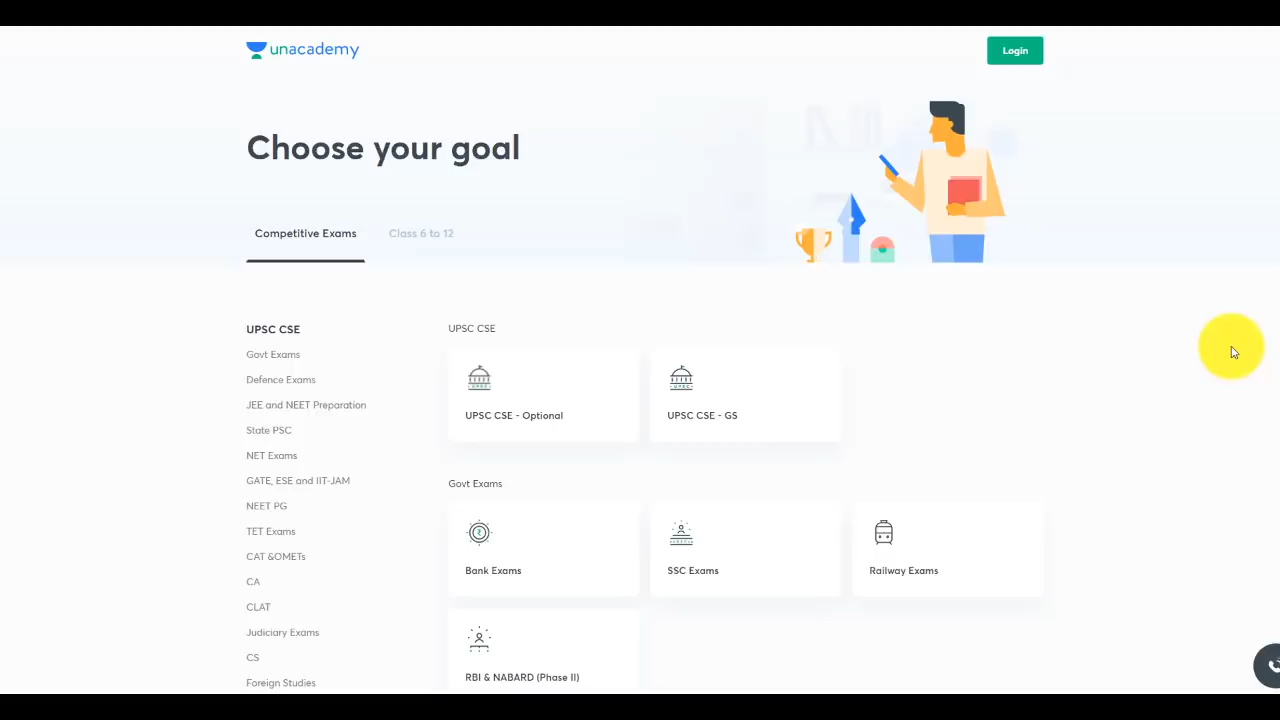 unacademy
Login
Choose your goal
Competitive Exams
Class 6 to 12
UPSC CSE
Govt Exams
Defence Exams
JEE and NEET Preparation
State PSC
NET Exams
GATE, ESE and IIT-JAM
NEET PG
TET Exams
CAT &OMETs
CA
CLAT
Judiciary Exams
CS
Foreign Studies
UPSC CSE
UPSC CSE - Optional
UPSC CSE - GS
Govt Exams
Bank Exams
SSC Exams
Railway Exams
RBI & NABARD (Phase II)